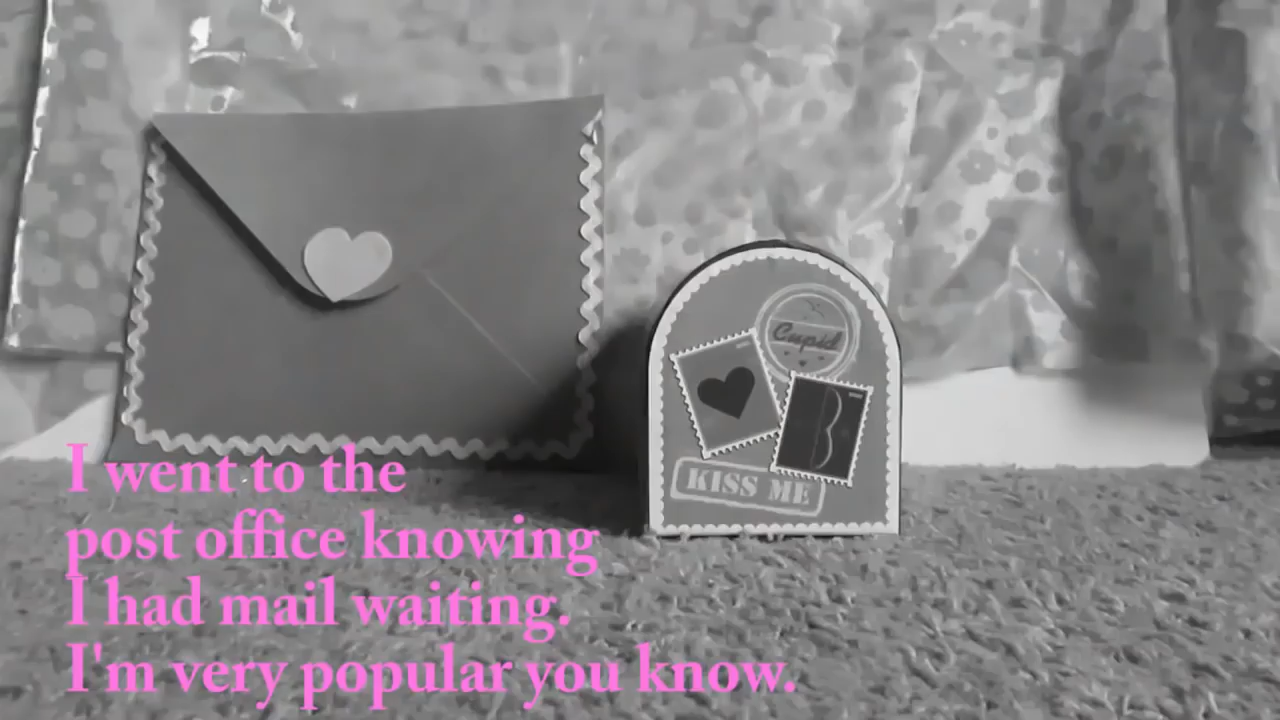 Cupid
KISS ME
I went to the
post office knowing
I had mail waiting.
I'm very popular you know.